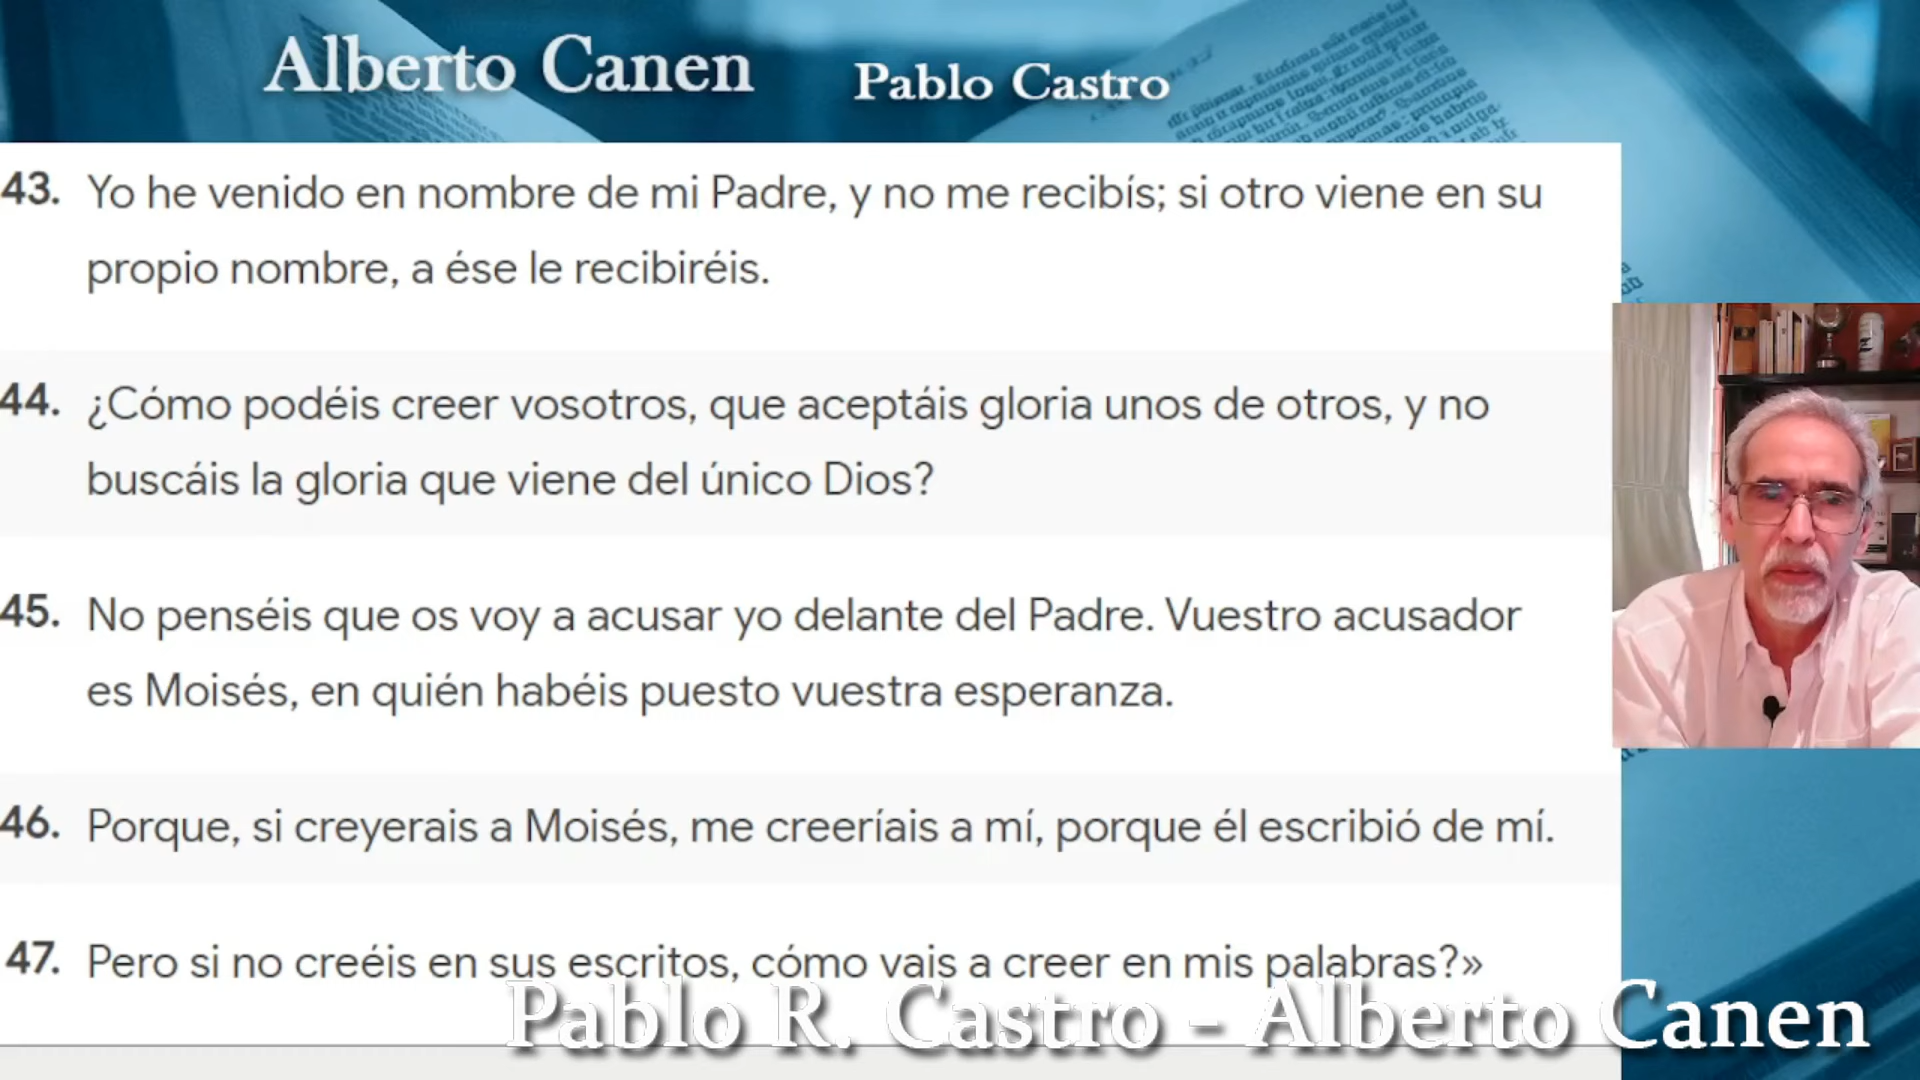 Alberto Canen Pablo Castro
43. Yo he venido en nombre de mi Padre, y no me recibís; si otro viene en su
propio nombre, a ése le recibiréis.
44. ¿Cómo podéis creer vosotros, que aceptáis gloria unos de otros, y no
buscáis la gloria que viene del único Dios?
45. No penséis que os voy a acusar yo delante del Padre. Vuestro acusador
es Moisés, en quién habéis puesto vuestra esperanza.
46. Porque, si creyerais a Moisés, me creeríais a mí, porque él escribió de mí.
47. Pero si no creéis en sus escritos, cómo vais a creer en mis palabras?»
Pablo R. Castro - Alberto Canen